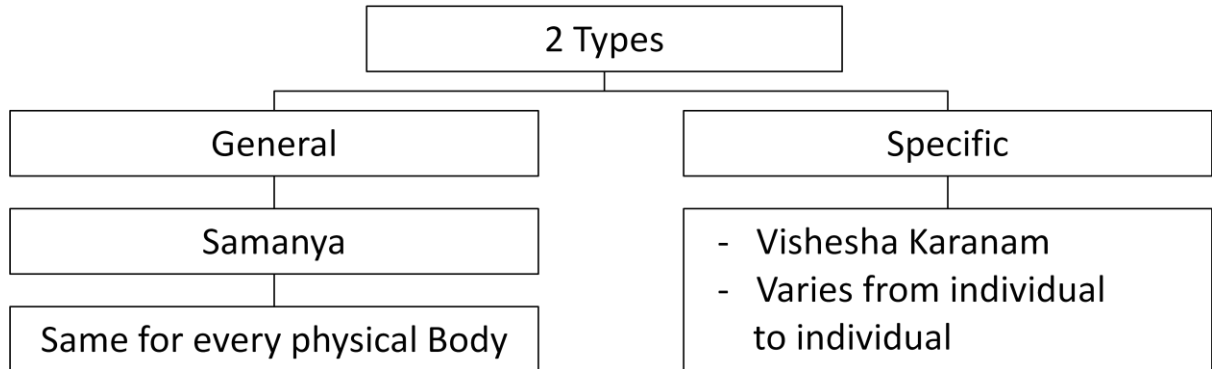 2 Types
General
Specific
Samanya
Same for every physical Body
- Vishesha Karanam
- Varies from individual
to individual